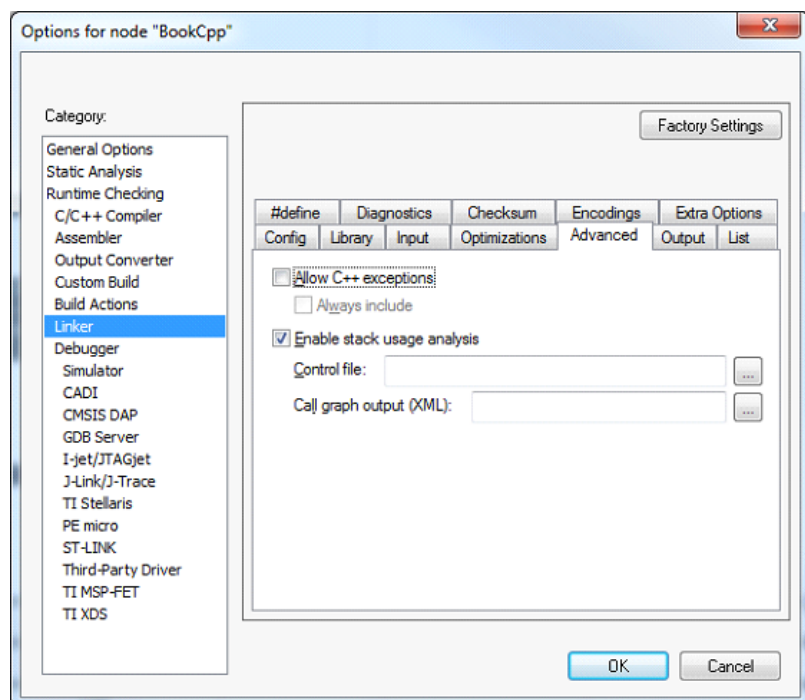 Options for node "BookCpp"
Category:
Factory Settings
General Options
Static Analysis
Runtime Checking
C/C++ Compiler
Assembler
Output Converter
Custom Build
Build Actions
Linker
Debugger
Simulator
CADI
CMSIS DAP
GDB Server
I-jet/JTAGjet
J-Link/J-Trace
TI Stellaris
PE micro
ST-LINK
Third-Party Driver
TI MSP-FET
TI XDS
#define Diagnostics Checksum Encodings Extra Options
Config Library Input Optimizations Advanced Output List
Allow C++ exceptions
Always include
Enable stack usage analysis
Control file:
...
Call graph output (XML):
...
OK Cancel